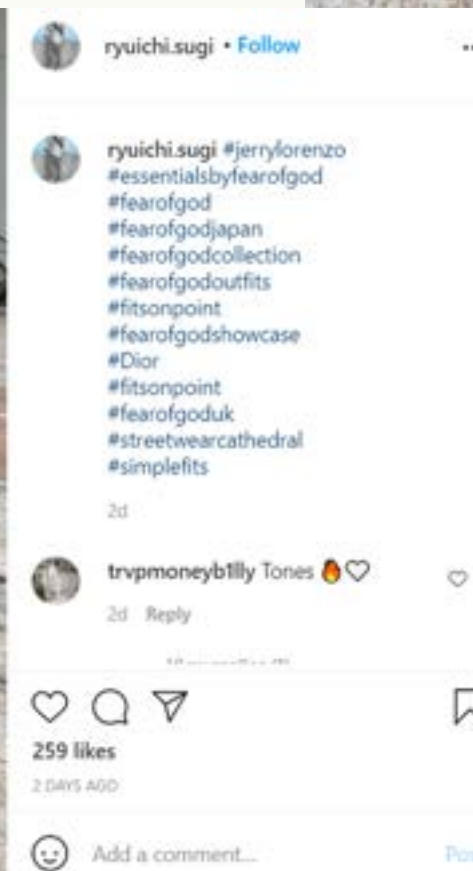 ryuichi.sugi • Follow
ryuichi.sugi #jerrylorenzo
#essentialsbyfearofgod
#fearofgod
#fearofgodjapan
#fearofgodcollection
#fearofgodoutfits
#fitsonpoint
#fearofgodshowcase
#Dior
#fitsonpoint
#fearofgoduk
#streetwearcathedral
#simplefits
2d
trvpmoneyb1lly Tones 🔥♡
2d Reply
259 likes
2 DAYS AGO
Add a comment...